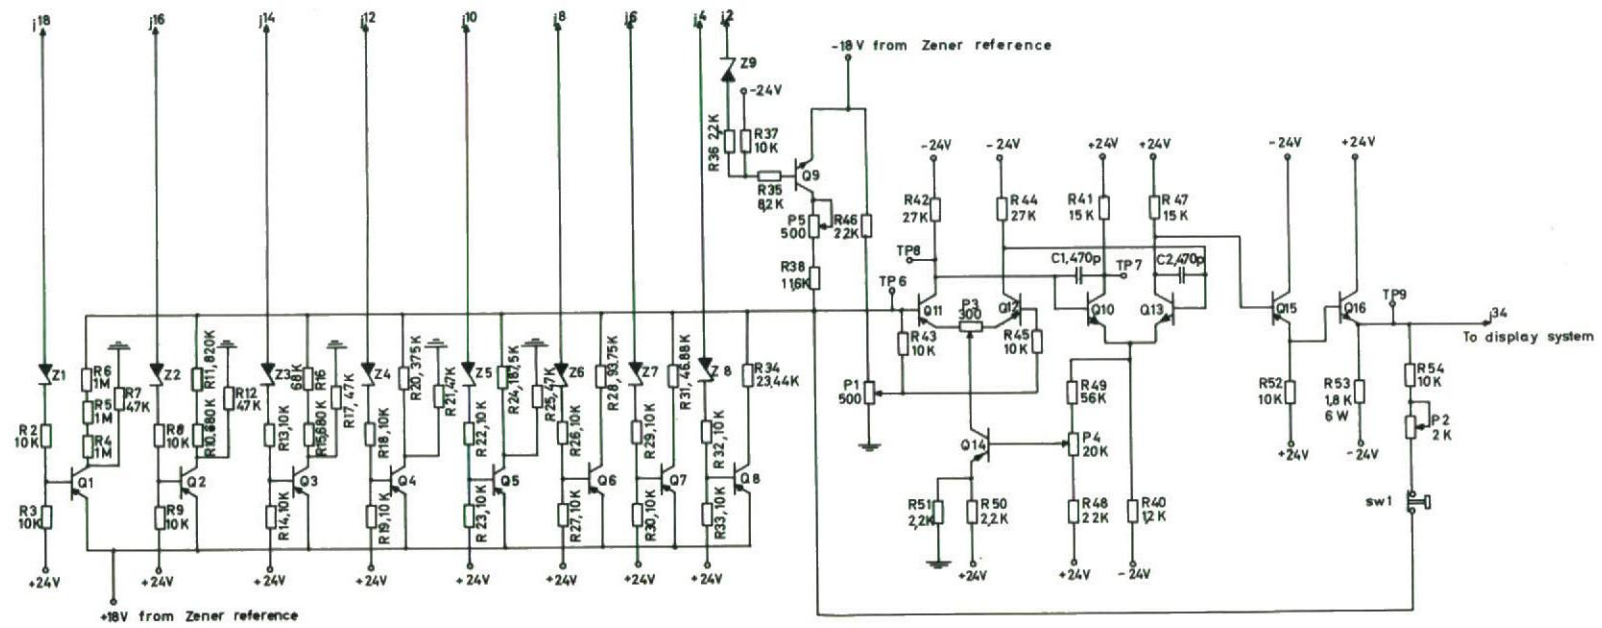 j18
j16
j14
j12
j10
j8
j6
j4
j2
-18V from Zener reference
Z9
-24V
R36 2,2K
R37
10K
Q9
R35
8,2K
P5
500
R46
2,2K
R38
11,6K
-24V
-24V
+24V
+24V
-24V
+24V
R42
27K
R44
27K
R41
15K
R47
15K
TP8
C1,470p
TP7
C2,470p
TP6
Q11
P3
300
Q12
Q10
Q13
Q15
Q16
TP9
j34
To display system
R43
10K
R45
10K
P1
500
R49
56K
P4
20K
Q14
R51
2,2K
R50
2,2K
R48
22K
R40
12K
+24V
+24V
-24V
R52
10K
R53
1,8K
6W
+24V
-24V
R54
10K
P2
2K
sw1
Z1
R6
1M
R5
1M
R4
1M
R7
47K
R2
10K
Q1
R3
10K
+24V
Z2
R11,820K
R12
47K
R8
10K
R10,680K
Q2
R9
10K
+24V
Z3
R16
68K
R17,47K
R13,10K
R15,680K
Q3
R14,10K
+24V
Z4
R20,375K
R21,47K
R18,10K
Q4
R19,10K
+24V
Z5
R24,187,5K
R25,47K
R22,10K
Q5
R23,10K
+24V
Z6
R28,93,75K
R26,10K
Q6
R27,10K
+24V
Z7
R31,46,88K
R29,10K
Q7
R30,10K
+24V
Z8
R34
23,44K
R32,10K
Q8
R33,10K
+24V
+18V from Zener reference